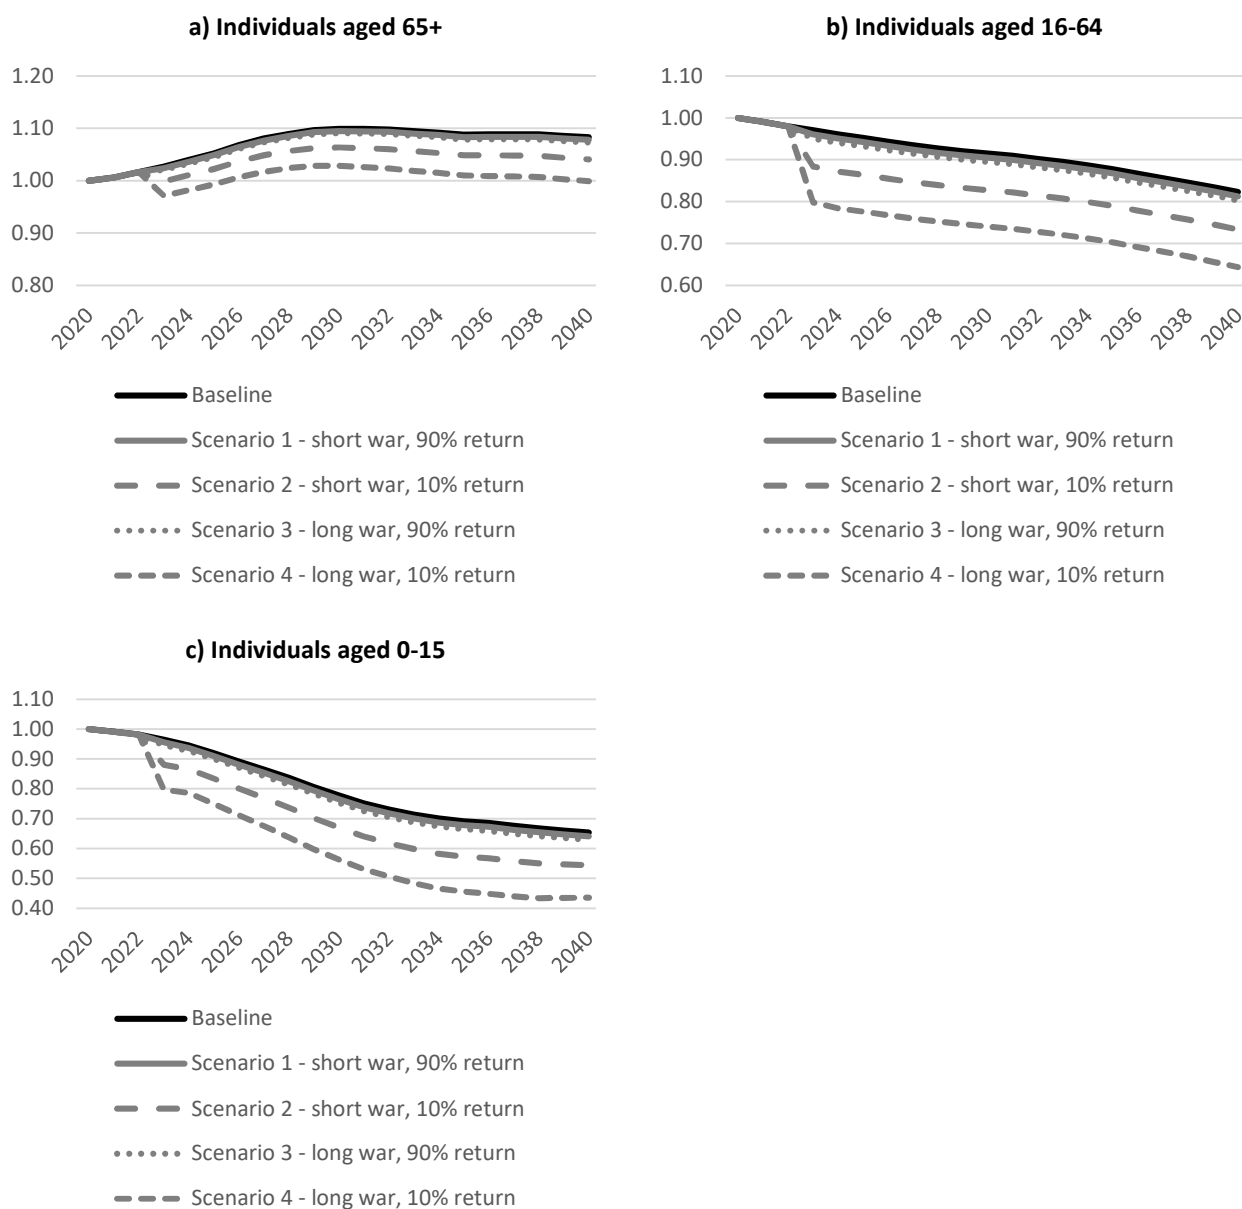 a) Individuals aged 65+
1.20
1.10
1.00
0.90
0.80
2020 2022 2024 2026 2028 2030 2032 2034 2036 2038 2040
Baseline
Scenario 1 - short war, 90% return
Scenario 2 - short war, 10% return
Scenario 3 - long war, 90% return
Scenario 4 - long war, 10% return
b) Individuals aged 16-64
1.10
1.00
0.90
0.80
0.70
0.60
2020 2022 2024 2026 2028 2030 2032 2034 2036 2038 2040
Baseline
Scenario 1 - short war, 90% return
Scenario 2 - short war, 10% return
Scenario 3 - long war, 90% return
Scenario 4 - long war, 10% return
c) Individuals aged 0-15
1.10
1.00
0.90
0.80
0.70
0.60
0.50
0.40
2020 2022 2024 2026 2028 2030 2032 2034 2036 2038 2040
Baseline
Scenario 1 - short war, 90% return
Scenario 2 - short war, 10% return
Scenario 3 - long war, 90% return
Scenario 4 - long war, 10% return